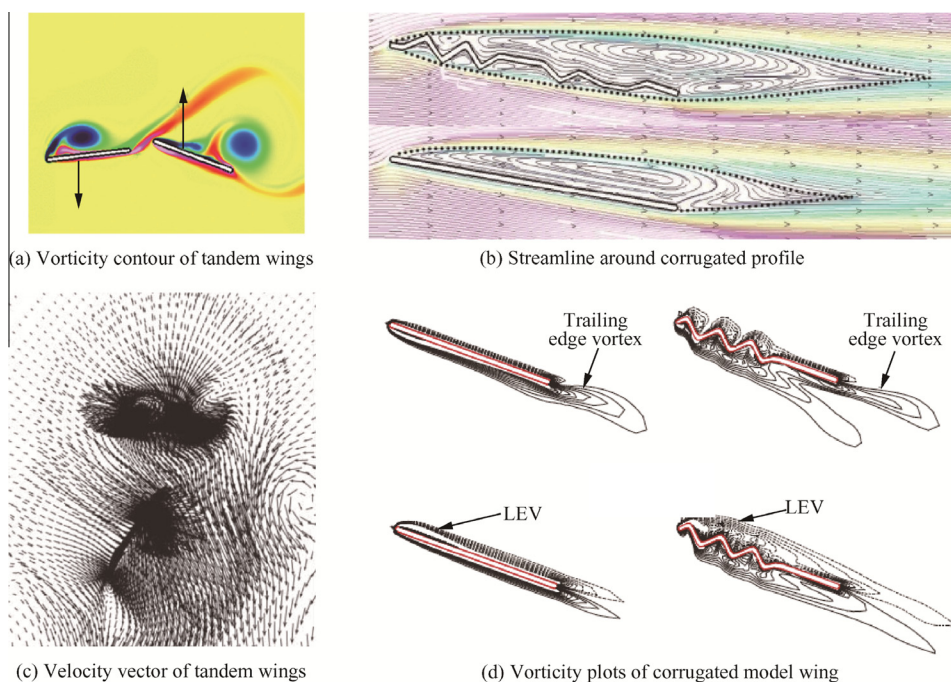 (a) Vorticity contour of tandem wings
(b) Streamline around corrugated profile
Trailing
edge vortex
Trailing
edge vortex
LEV
LEV
(c) Velocity vector of tandem wings
(d) Vorticity plots of corrugated model wing